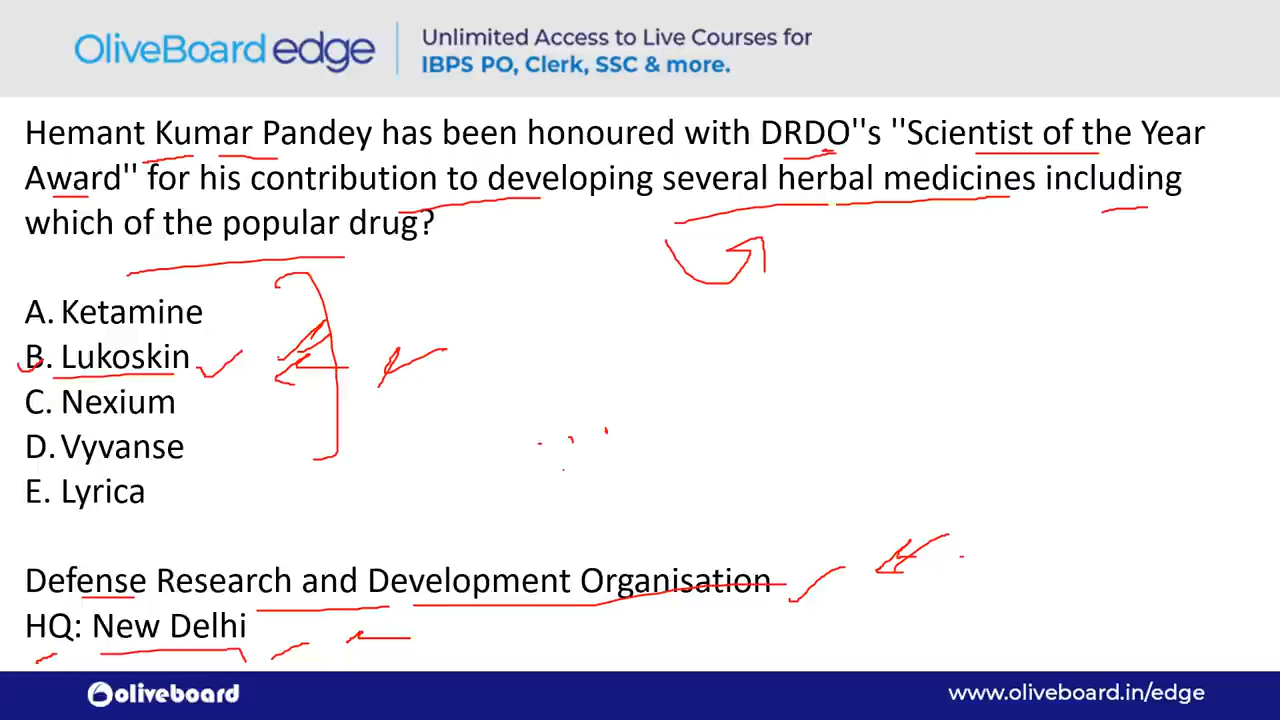 OliveBoard edge
Unlimited Access to Live Courses for
IBPS PO, Clerk, SSC & more.
Hemant Kumar Pandey has been honoured with DRDO''s ''Scientist of the Year
Award'' for his contribution to developing several herbal medicines including
which of the popular drug?
A. Ketamine
B. Lukoskin
C. Nexium
D. Vyvanse
E. Lyrica
Defense Research and Development Organisation
HQ: New Delhi
oliveboard
www.oliveboard.in/edge